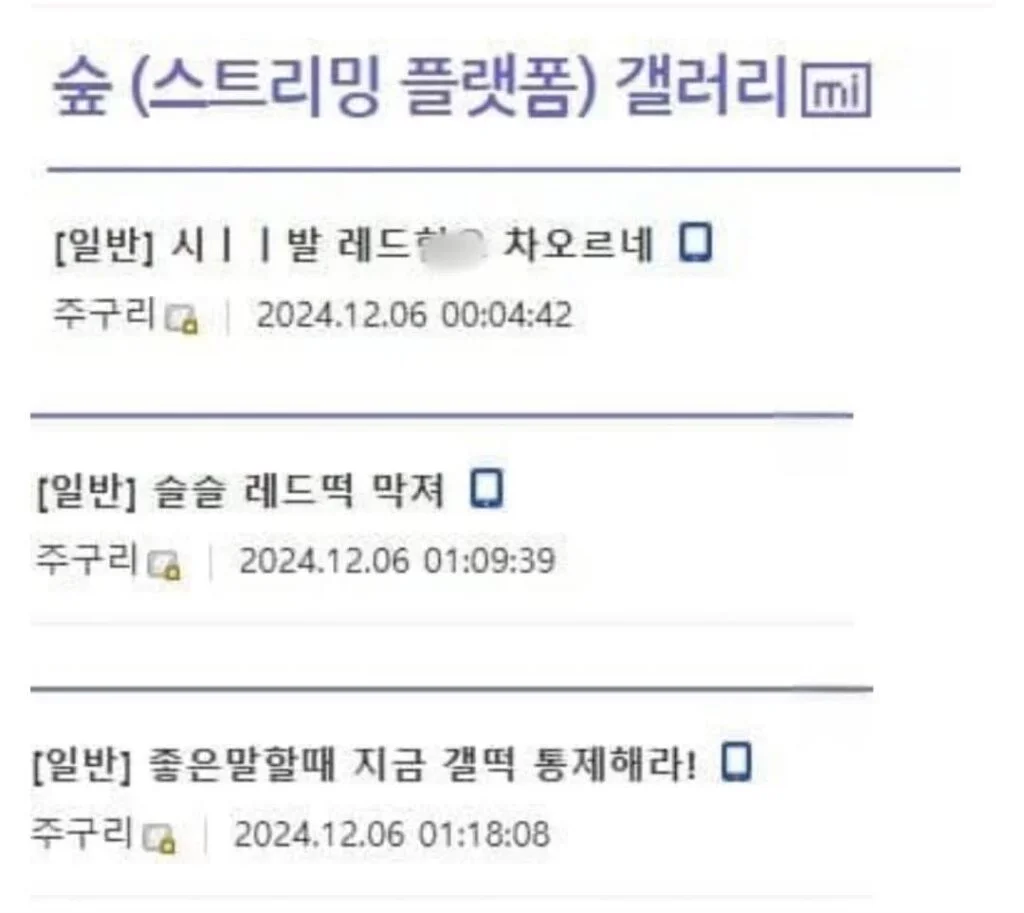 숲 (스트리밍 플랫폼) 갤러리 mi
[일반] 시ㅣㅣ발 차오르네
주구리 2024.12.06 00:04:42
[일반] 슬슬 레드떡 막져
주구리 2024.12.06 01:09:39
[일반] 좋은말할때 지금 갤떡 통제해라!
주구리 2024.12.06 01:18:08